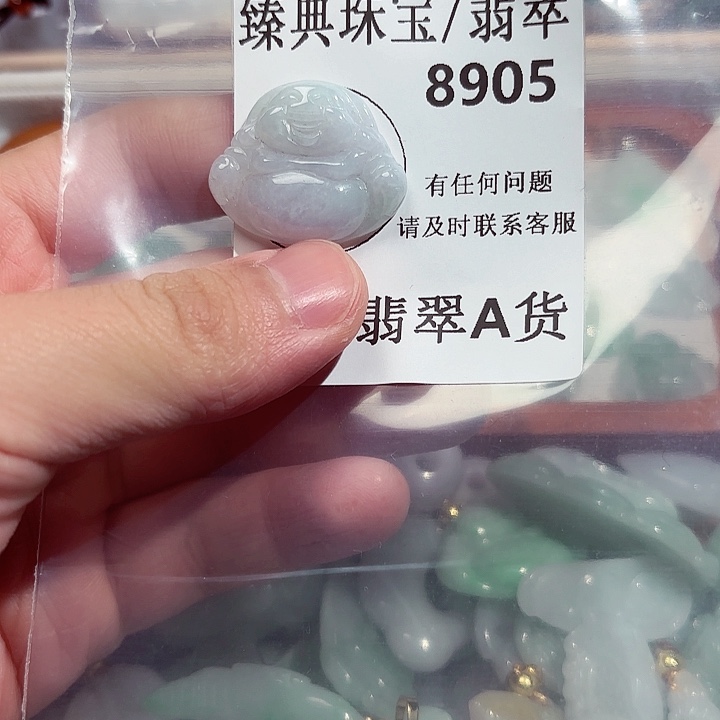 臻典珠宝/翡翠
8905
有任何问题
请及时联系客服
翡翠A货